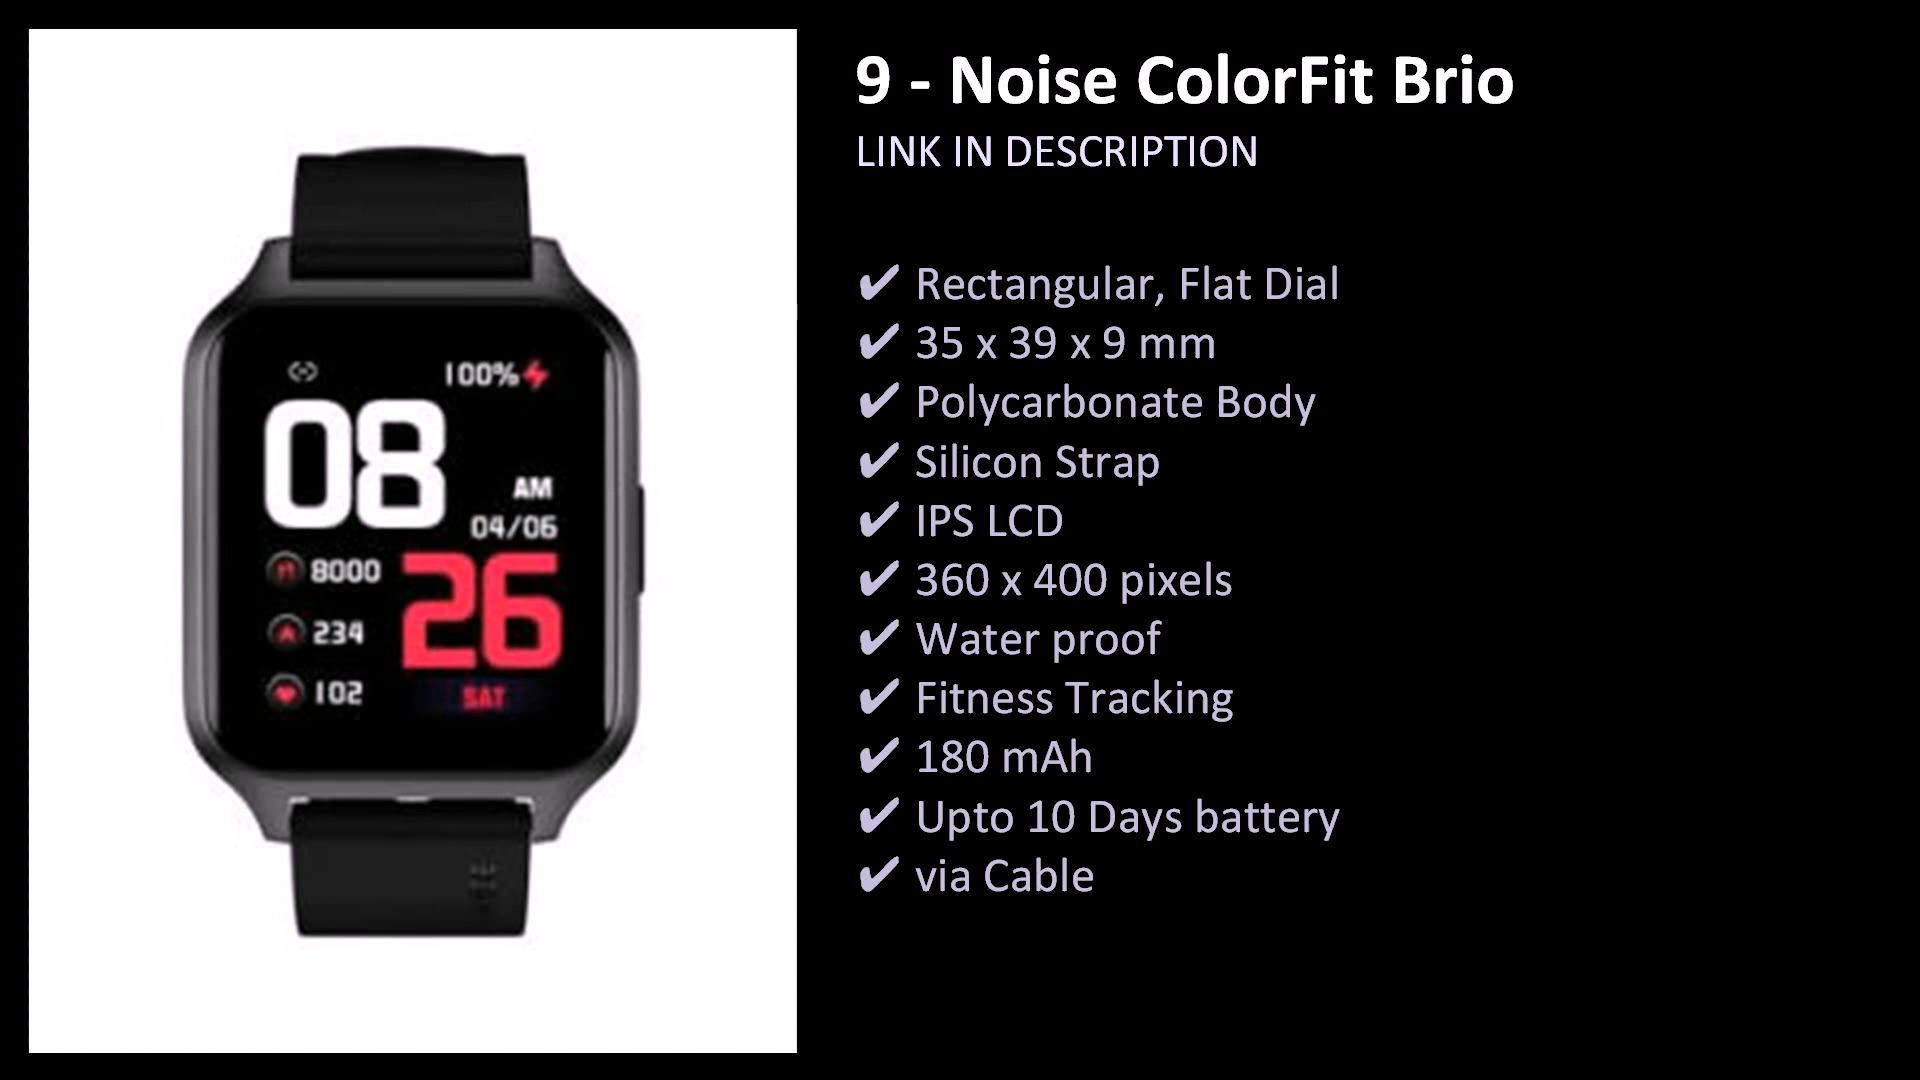 9 - Noise ColorFit Brio
LINK IN DESCRIPTION
✔ Rectangular, Flat Dial
✔ 35 x 39 x 9 mm
✔ Polycarbonate Body
✔ Silicon Strap
✔ IPS LCD
✔ 360 x 400 pixels
✔ Water proof
✔ Fitness Tracking
✔ 180 mAh
✔ Upto 10 Days battery
✔ via Cable
100%
08
AM
04/06
8000
26
234
102
SAT